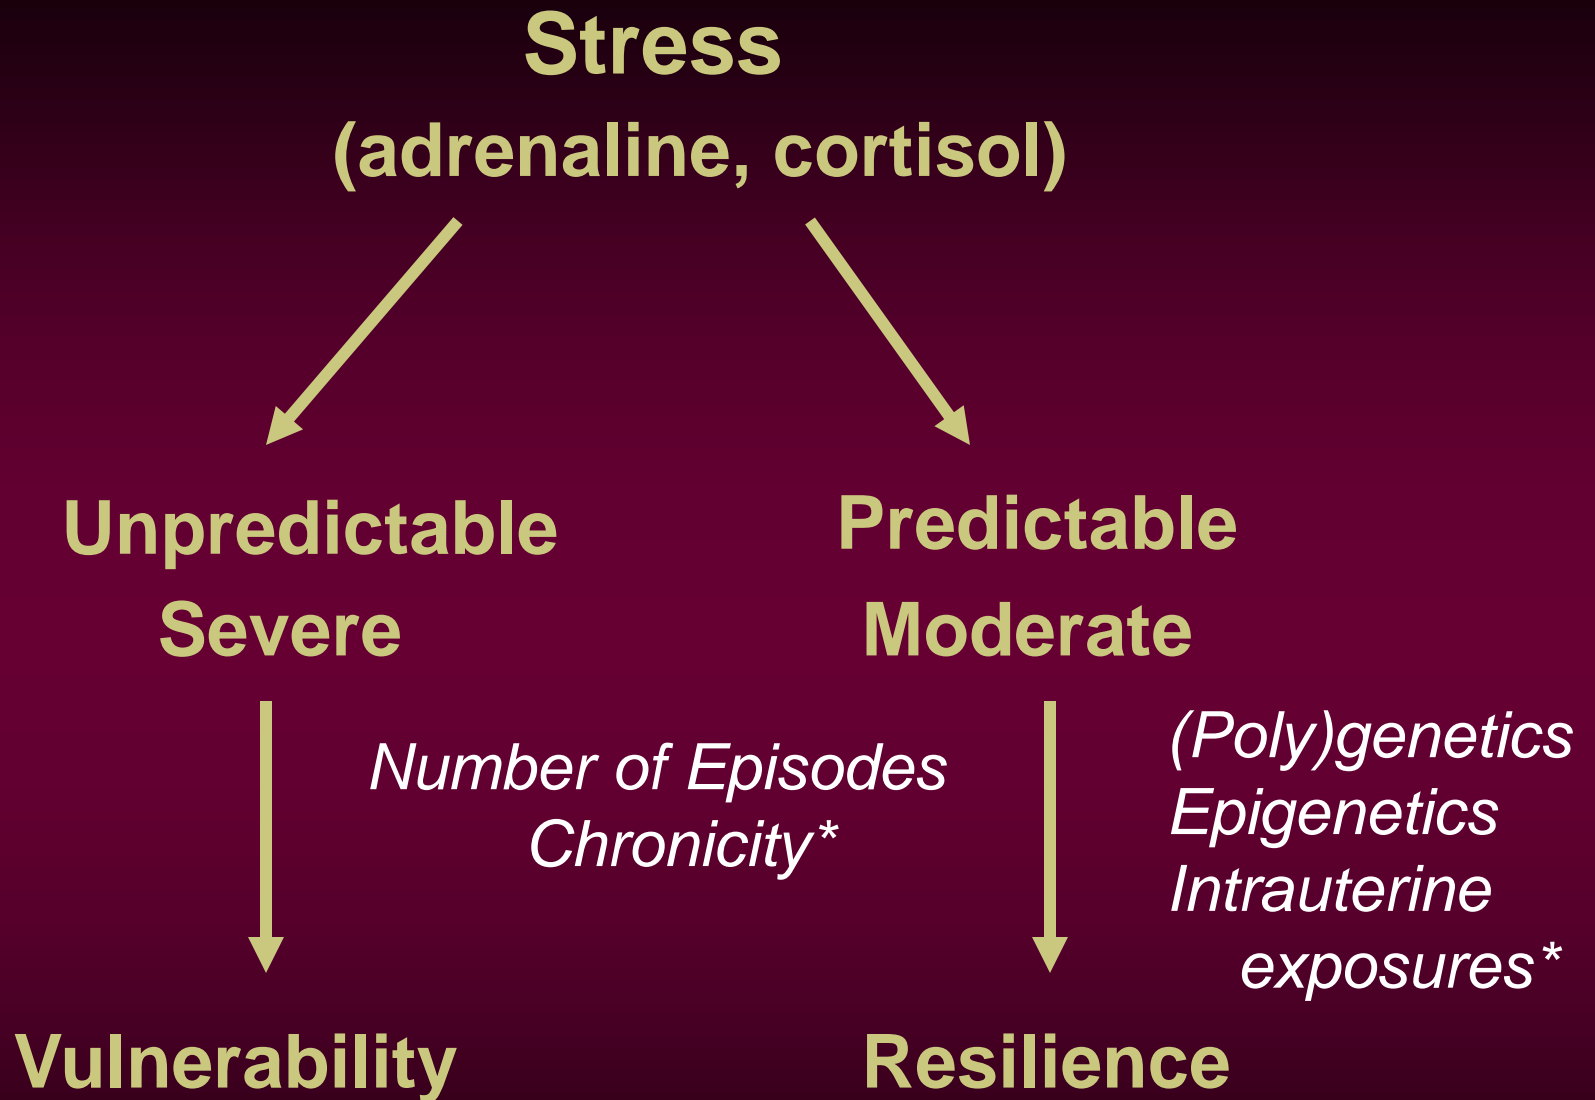 Stress
(adrenaline, cortisol)
Unpredictable
Severe
Predictable
Moderate
Number of Episodes
Chronicity*
(Poly)genetics
Epigenetics
Intrauterine
exposures*
Vulnerability
Resilience